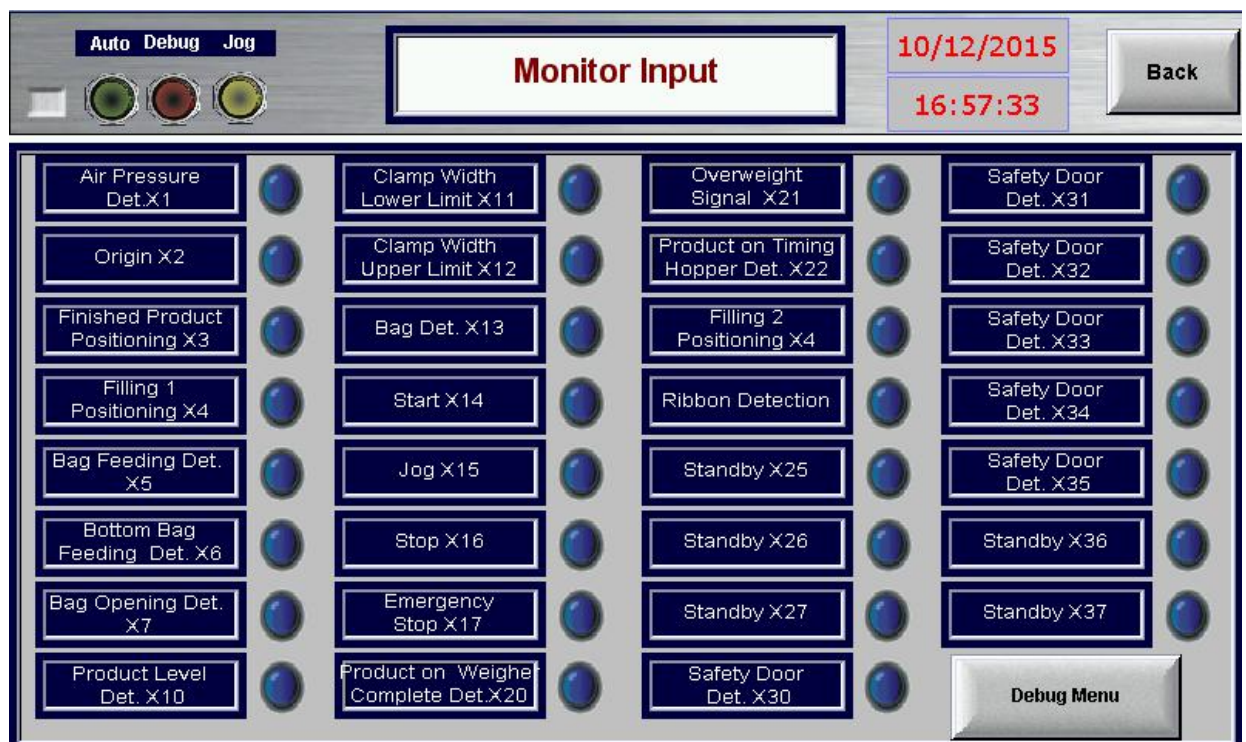 Auto Debug Jog
Monitor Input
10/12/2015
16:57:33
Back
Air Pressure
Det.X1
Origin X2
Finished Product
Positioning X3
Filling 1
Positioning X4
Bag Feeding Det.
X5
Bottom Bag
Feeding Det. X6
Bag Opening Det.
X7
Product Level
Det. X10
Clamp Width
Lower Limit X11
Clamp Width
Upper Limit X12
Bag Det. X13
Start X14
Jog X15
Stop X16
Emergency
Stop X17
Product on Weigher
Complete Det.X20
Overweight
Signal X21
Product on Timing
Hopper Det. X22
Filling 2
Positioning X4
Ribbon Detection
Standby X25
Standby X26
Standby X27
Safety Door
Det. X30
Safety Door
Det. X31
Safety Door
Det. X32
Safety Door
Det. X33
Safety Door
Det. X34
Safety Door
Det. X35
Standby X36
Standby X37
Debug Menu